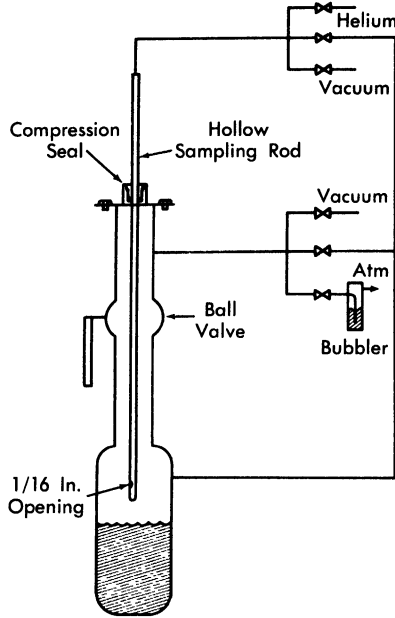 Helium
Vacuum
Compression
Seal
Hollow
Sampling Rod
Vacuum
Atm
Bubbler
Ball
Valve
1/16 In.
Opening